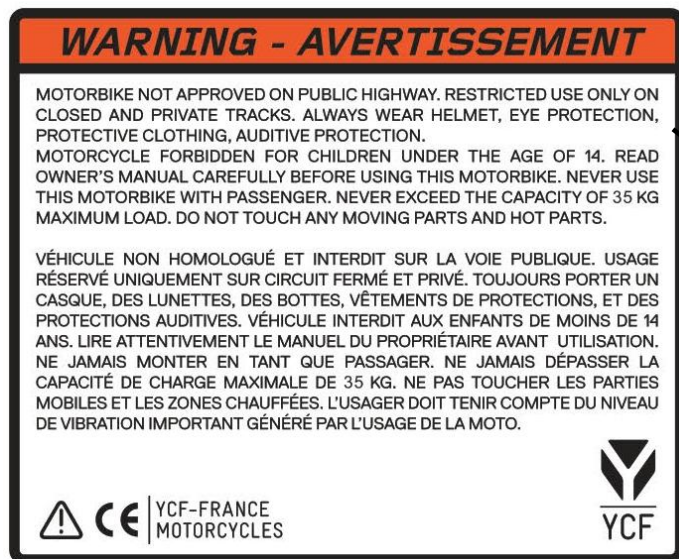 WARNING - AVERTISSEMENT
MOTORBIKE NOT APPROVED ON PUBLIC HIGHWAY. RESTRICTED USE ONLY ON
CLOSED AND PRIVATE TRACKS. ALWAYS WEAR HELMET, EYE PROTECTION,
PROTECTIVE CLOTHING, AUDITIVE PROTECTION.
MOTORCYCLE FORBIDDEN FOR CHILDREN UNDER THE AGE OF 14. READ
OWNER'S MANUAL CAREFULLY BEFORE USING THIS MOTORBIKE. NEVER USE
THIS MOTORBIKE WITH PASSENGER. NEVER EXCEED THE CAPACITY OF 35 KG
MAXIMUM LOAD. DO NOT TOUCH ANY MOVING PARTS AND HOT PARTS.
VÉHICULE NON HOMOLOGUÉ ET INTERDIT SUR LA VOIE PUBLIQUE. USAGE
RÉSERVÉ UNIQUEMENT SUR CIRCUIT FERMÉ ET PRIVÉ. TOUJOURS PORTER UN
CASQUE, DES LUNETTES, DES BOTTES, VÊTEMENTS DE PROTECTIONS, ET DES
PROTECTIONS AUDITIVES. VÉHICULE INTERDIT AUX ENFANTS DE MOINS DE 14
ANS. LIRE ATTENTIVEMENT LE MANUEL DU PROPRIÉTAIRE AVANT UTILISATION.
NE JAMAIS MONTER EN TANT QUE PASSAGER. NE JAMAIS DÉPASSER LA
CAPACITÉ DE CHARGE MAXIMALE DE 35 KG. NE PAS TOUCHER LES PARTIES
MOBILES ET LES ZONES CHAUFFÉES. L'USAGER DOIT TENIR COMPTE DU NIVEAU
DE VIBRATION IMPORTANT GÉNÉRÉ PAR L'USAGE DE LA MOTO.
CE YCF-FRANCE
MOTORCYCLES
YCF